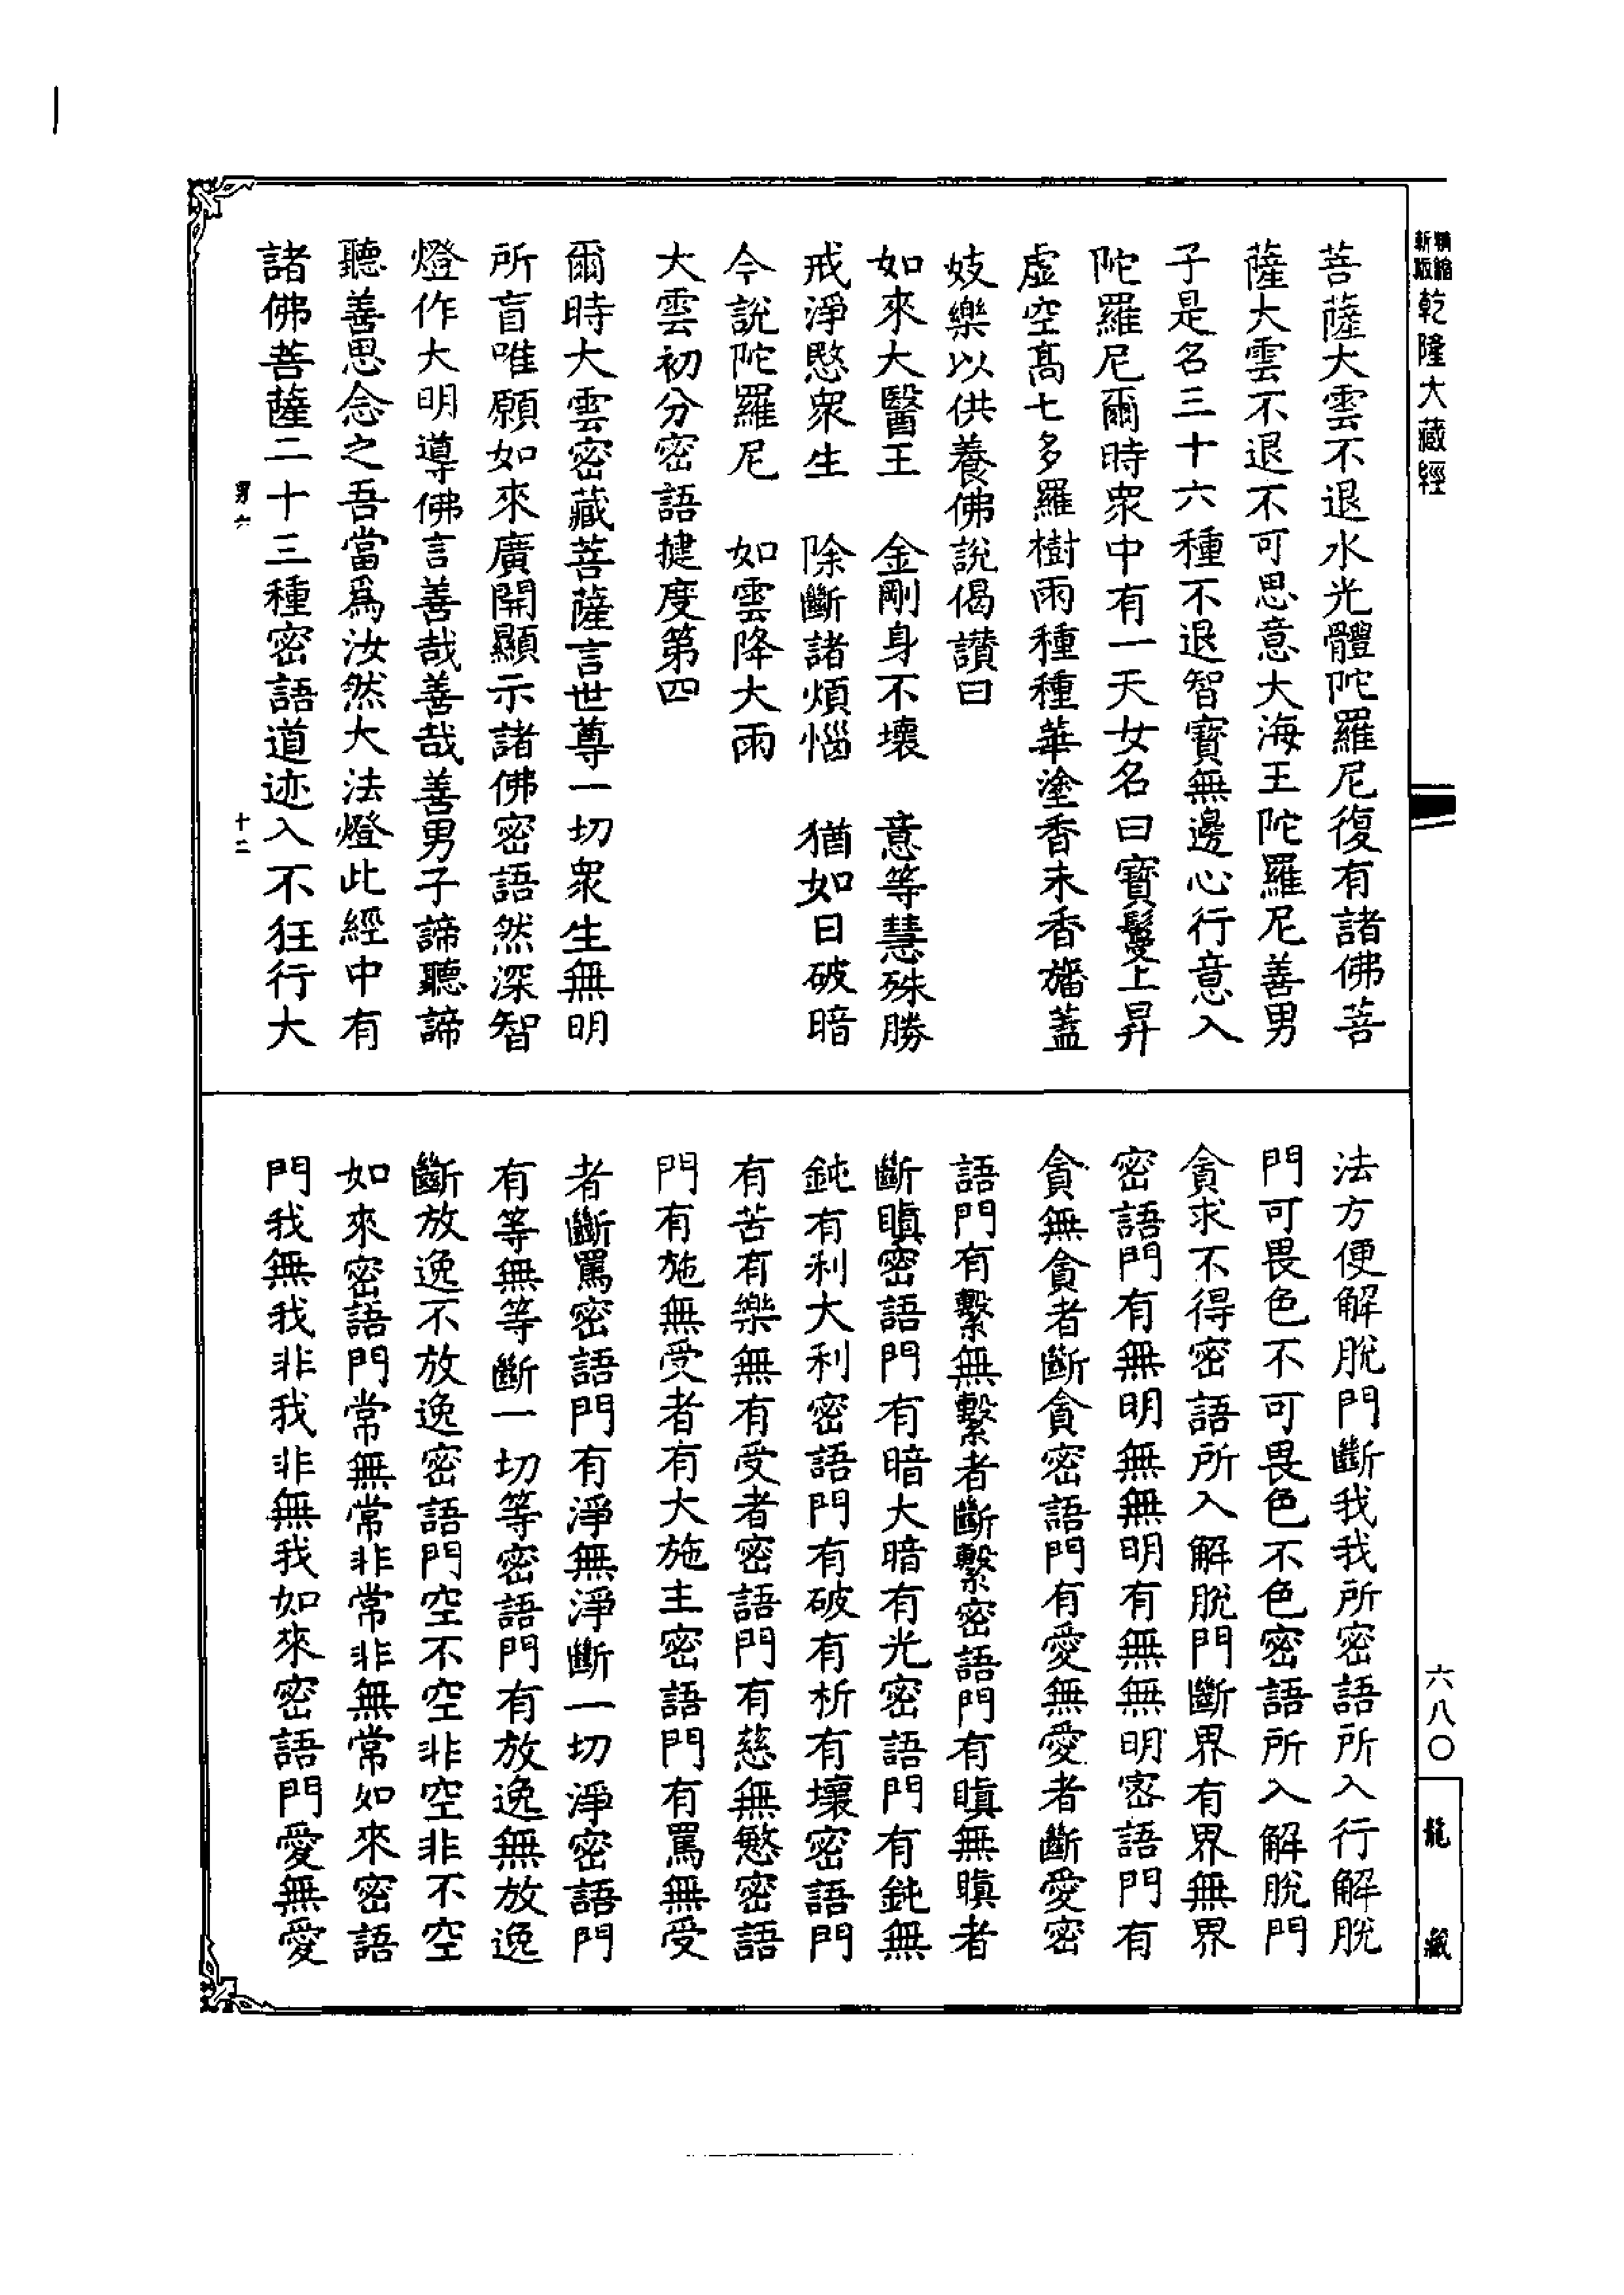 精縮
新版
乾隆大藏經
菩薩大雲不退水光體陀羅尼復有諸佛菩
薩大雲不退不可思意大海王陀羅尼善男
子是名三十六種不退智寶無邊心行意入
陀羅尼爾時衆中有一天女名曰寶鬘上昇
虛空高七多羅樹雨種種華塗香末香旛蓋
妓樂以供養佛說偈讚曰
如來大醫王　金剛身不壞　意等慧殊勝
戒淨愍衆生　除斷諸煩惱　猶如日破暗
今說陀羅尼　如雲降大雨
大雲初分密語揵度第四
爾時大雲密藏菩薩言世尊一切衆生無明
所盲唯願如來廣開顯示諸佛密語然深智
燈作大明導佛言善哉善哉善男子諦聽諦
聽善思念之吾當爲汝然大法燈此經中有
諸佛菩薩二十三種密語道迹入不狂行大
男六　十二
法方便解脫門斷我我所密語所入行解脫
門可畏色不可畏色不色密語所入解脫門
貪求不得密語所入解脫門斷界有界無界
密語門有無明無無明有無無明密語門有
貪無貪者斷貪密語門有愛無愛者斷愛密
語門有繫無繫者斷繫密語門有瞋無瞋者
斷瞋密語門有暗大暗有光密語門有鈍無
鈍有利大利密語門有破有析有壞密語門
有苦有樂無有受者密語門有慈無慜密語
門有施無受者有大施主密語門有罵無受
者斷罵密語門有淨無淨斷一切淨密語門
有等無等斷一切等密語門有放逸無放逸
斷放逸不放逸密語門空不空非空非不空
如來密語門常無常非常非無常如來密語
門我無我非我非無我如來密語門愛無愛
六八〇
龍藏